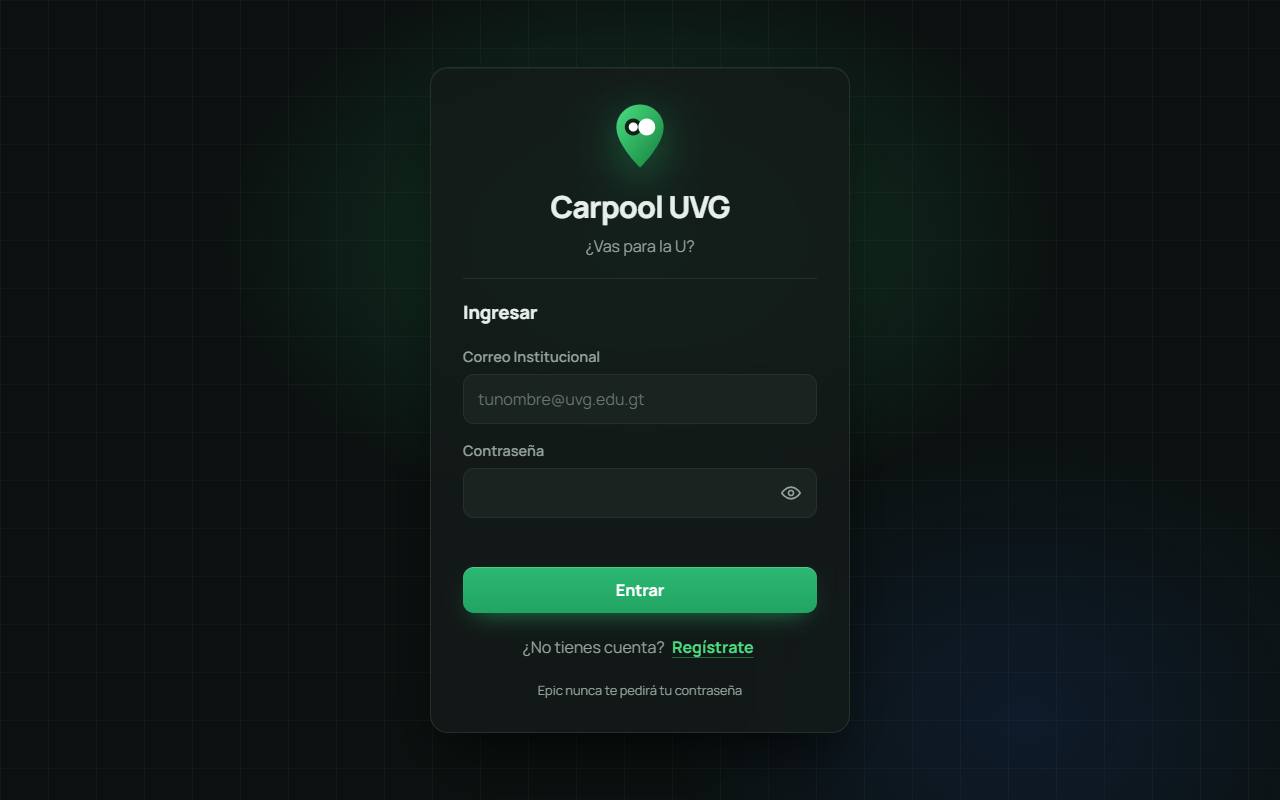 Carpool UVG
¿Vas para la U?
Ingresar
Correo Institucional
tunombre@uvg.edu.gt
Contraseña
Entrar
¿No tienes cuenta? Regístrate
Epic nunca te pedirá tu contraseña